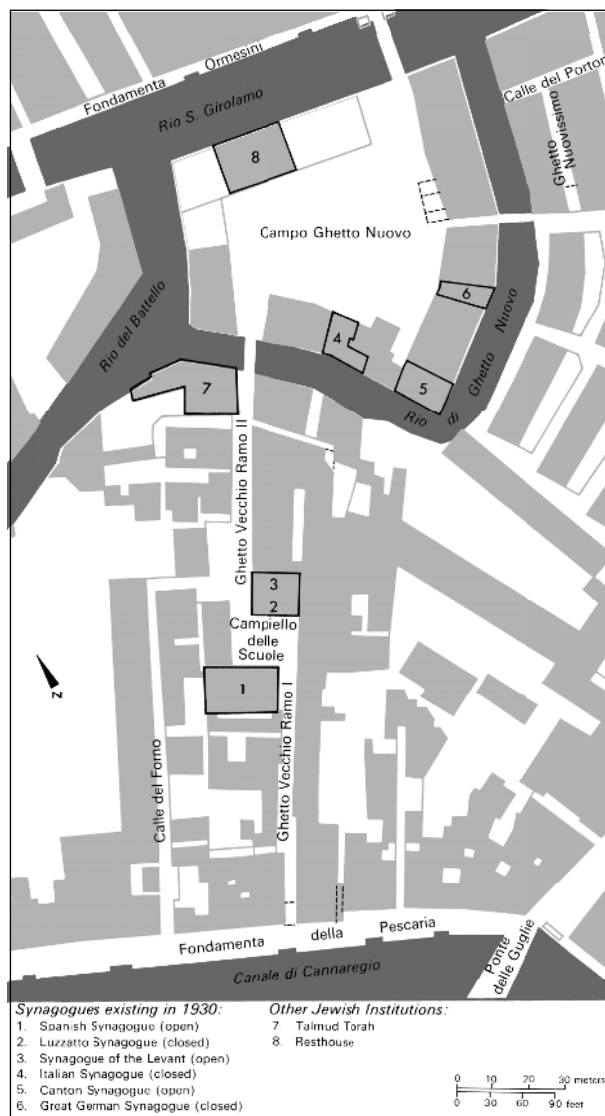 Fondamenta Ormesini
Rio S. Girolamo
Calle del Porton
Ghetto
Nuovissimo
8
Campo Ghetto Nuovo
6
Rio del Battello
4
5
Rio di Ghetto Nuovo
7
Ghetto Vecchio Ramo II
3
2
Campiello
delle
Scuole
1
N
Calle del Forno
Ghetto Vecchio Ramo I
Fondamenta della Pescaria
Ponte
delle Guglie
Canale di Cannaregio
Synagogues existing in 1930:
1. Spanish Synagogue (open)
2. Luzzatto Synagogue (closed)
3. Synagogue of the Levant (open)
4. Italian Synagogue (closed)
5. Canton Synagogue (open)
6. Great German Synagogue (closed)
Other Jewish Institutions:
7. Talmud Torah
8. Resthouse
0 10 20 30 meters
0 30 60 90 feet